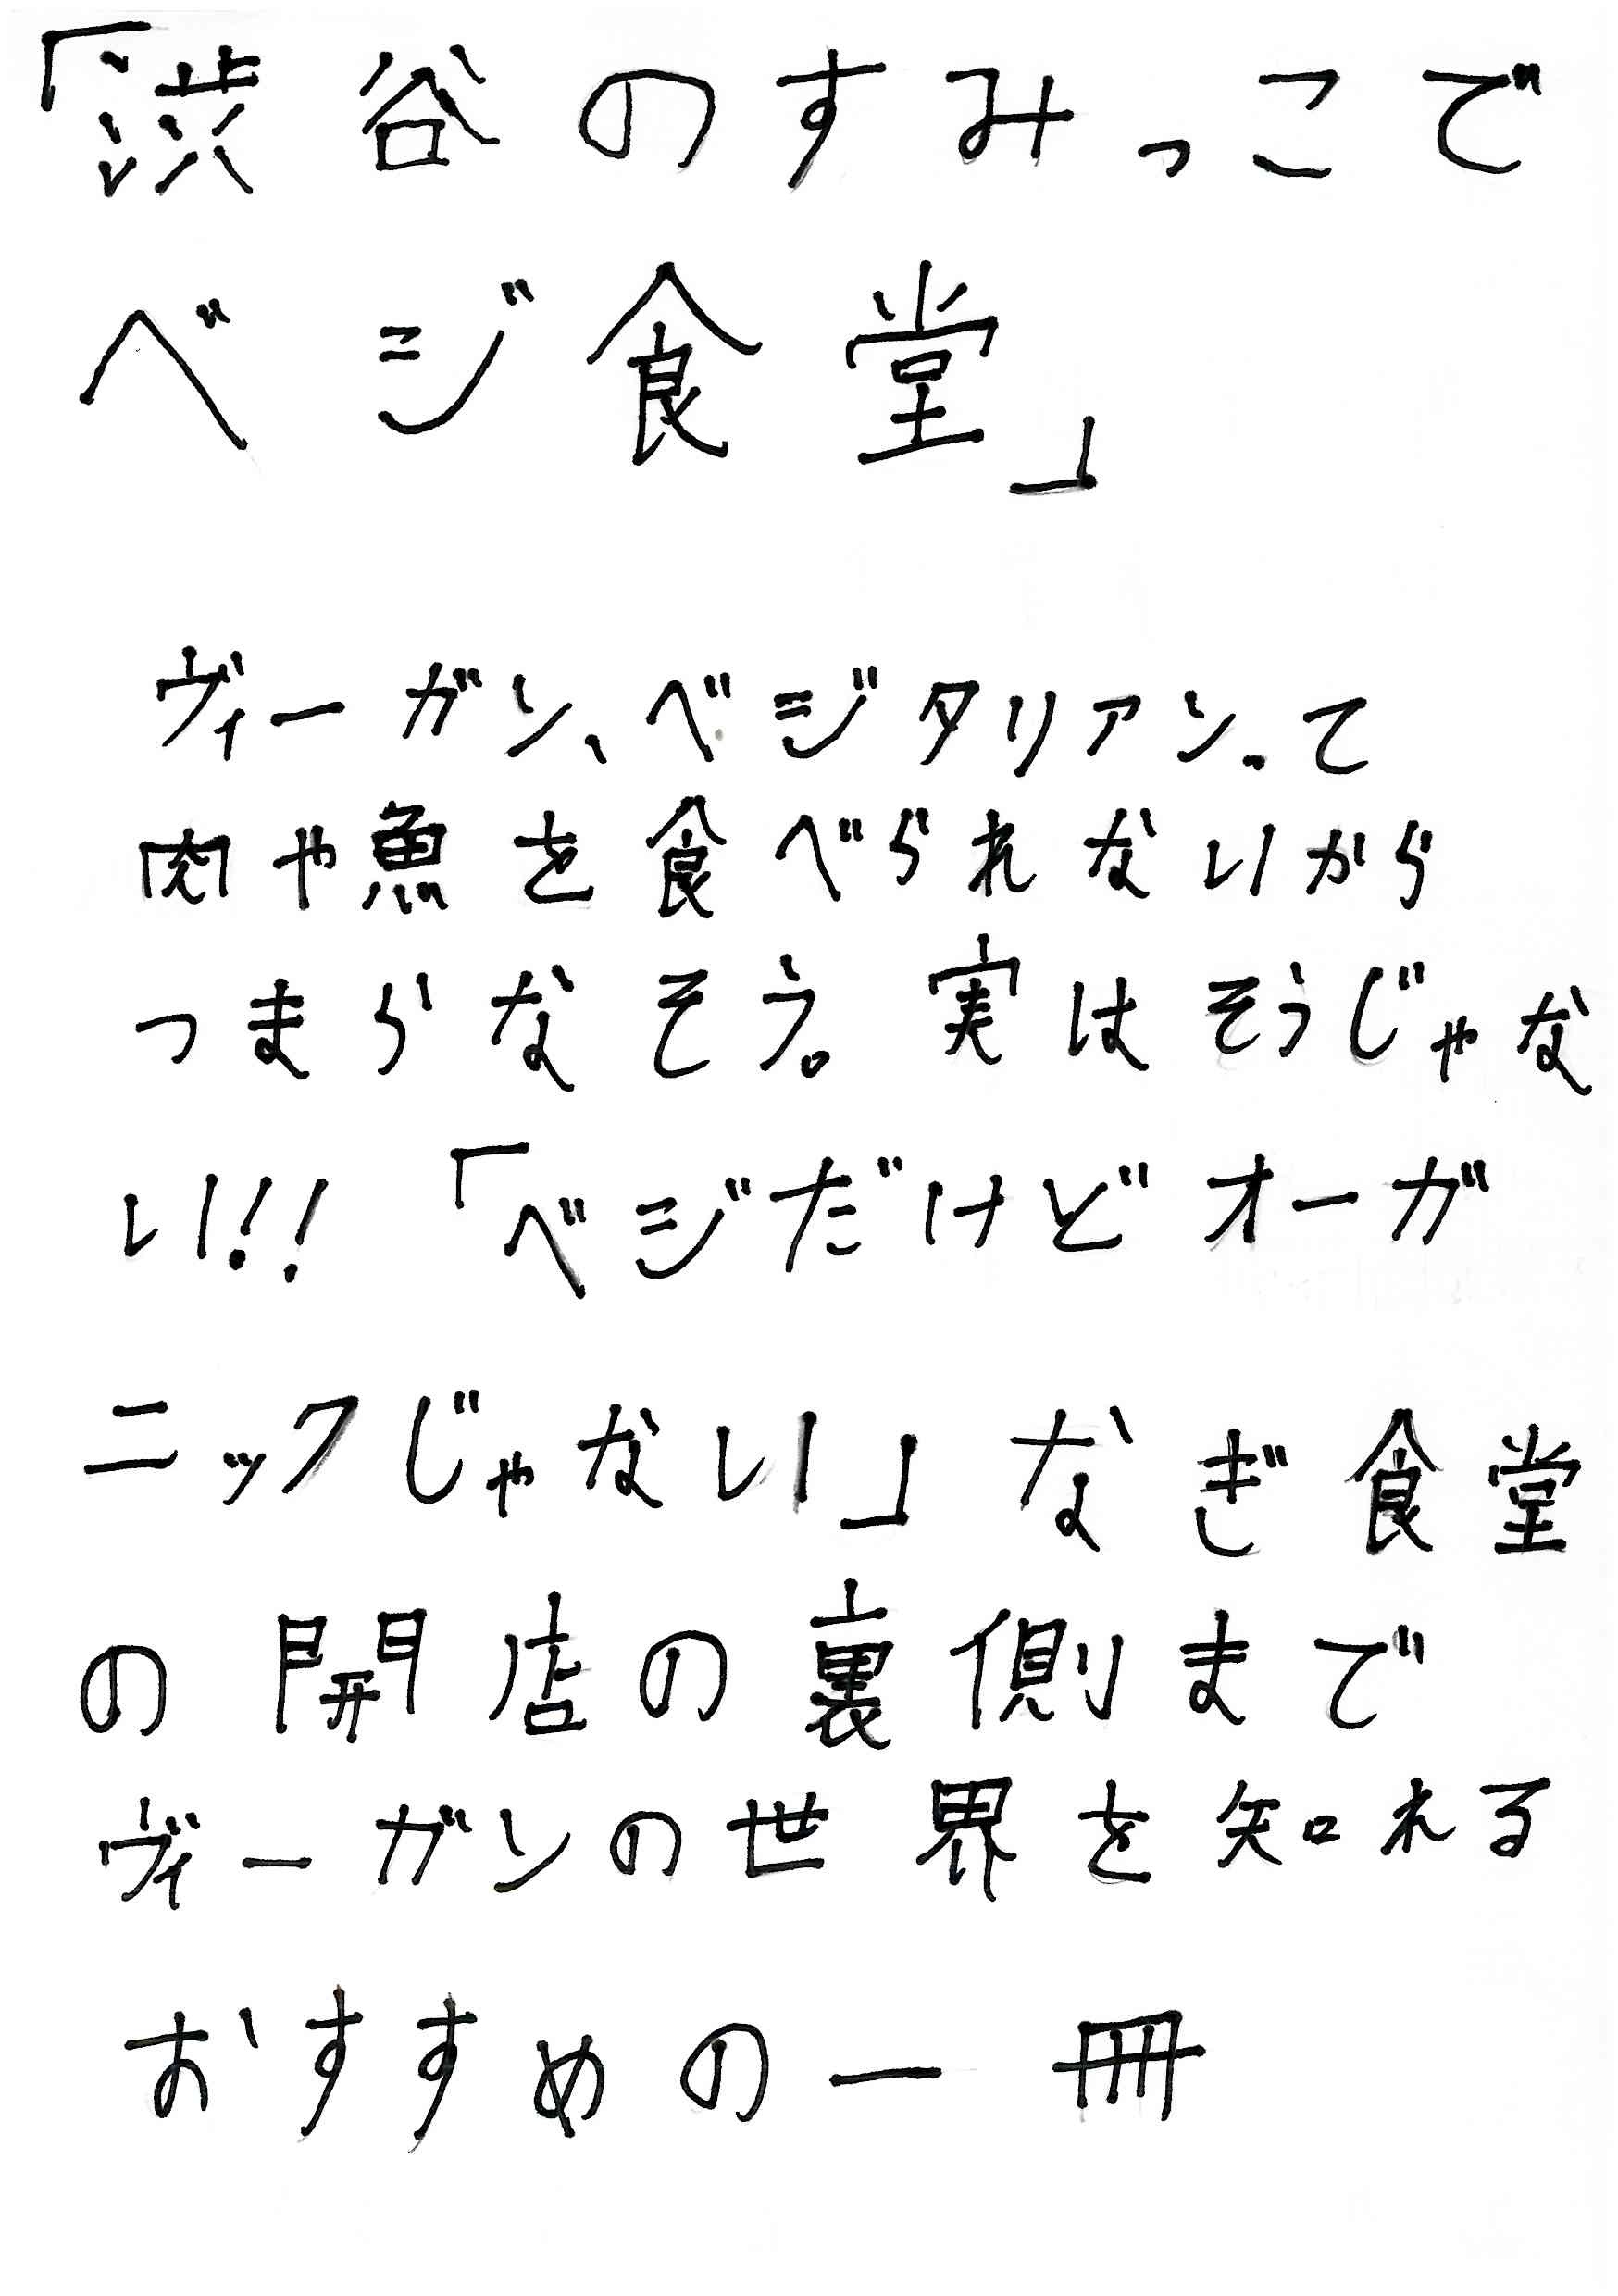 「渋谷のすみっこで
ベジ食堂」
ヴィーガン、ベジタリアンって
肉や魚を食べられないから
つまらなそう。実はそうじゃな
い!!「ベジだけどオーガ
ニックじゃない」なぎ食堂
の開店の裏側まで
ヴィーガンの世界を知れる
おすすめの一冊